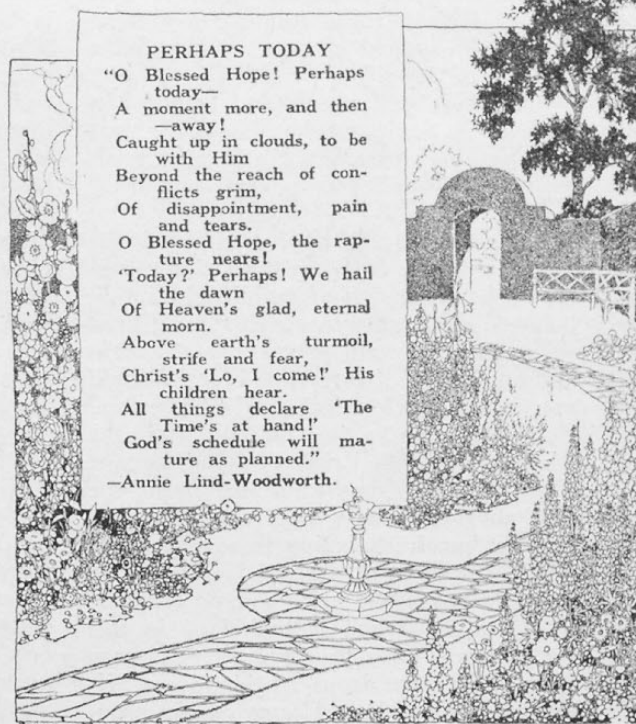 PERHAPS TODAY
"O Blessed Hope! Perhaps
today—
A moment more, and then
—away!
Caught up in clouds, to be
with Him
Beyond the reach of con-
flicts grim,
Of disappointment, pain
and tears.
O Blessed Hope, the rap-
ture nears!
'Today?' Perhaps! We hail
the dawn
Of Heaven's glad, eternal
morn.
Above earth's turmoil,
strife and fear,
Christ's 'Lo, I come!' His
children hear.
All things declare 'The
Time's at hand!'
God's schedule will ma-
ture as planned."
—Annie Lind-Woodworth.